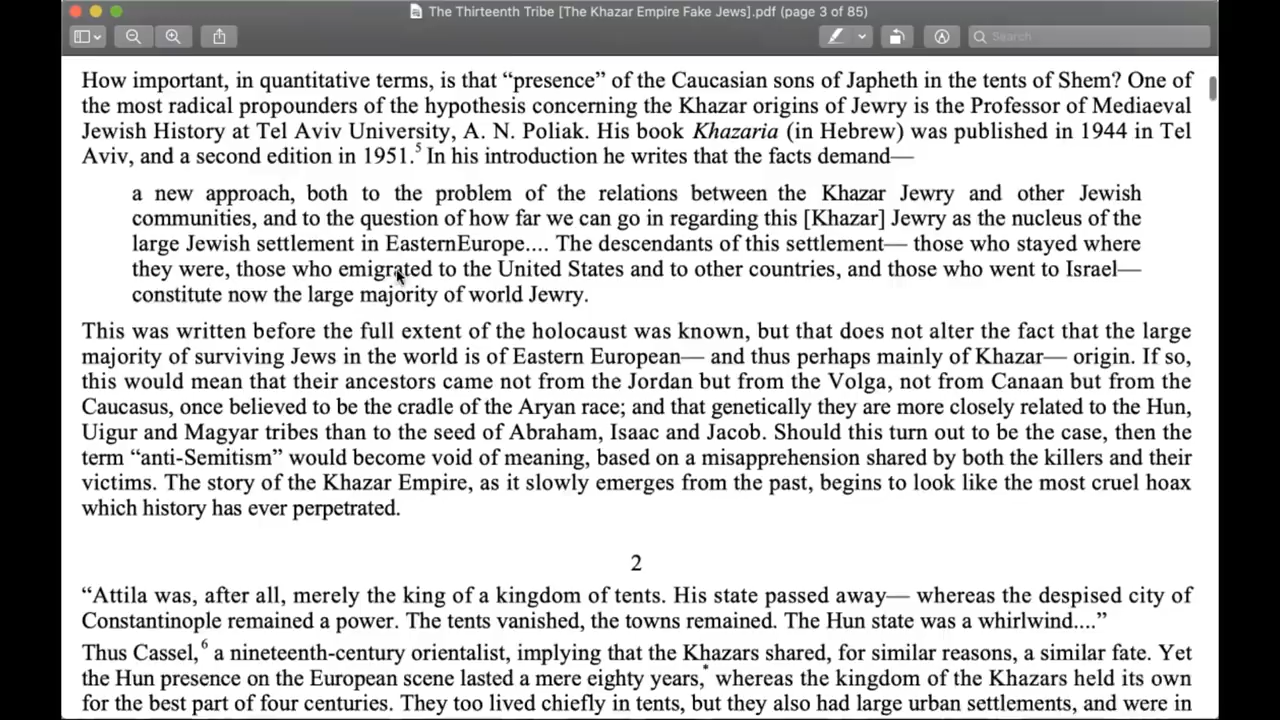 The Thirteenth Tribe [The Khazar Empire Fake Jews].pdf (page 3 of 85)
Search
How important, in quantitative terms, is that “presence” of the Caucasian sons of Japheth in the tents of Shem? One of
the most radical propounders of the hypothesis concerning the Khazar origins of Jewry is the Professor of Mediaeval
Jewish History at Tel Aviv University, A. N. Poliak. His book Khazaria (in Hebrew) was published in 1944 in Tel
Aviv, and a second edition in 1951.5 In his introduction he writes that the facts demand—
a new approach, both to the problem of the relations between the Khazar Jewry and other Jewish
communities, and to the question of how far we can go in regarding this [Khazar] Jewry as the nucleus of the
large Jewish settlement in EasternEurope.... The descendants of this settlement— those who stayed where
they were, those who emigrated to the United States and to other countries, and those who went to Israel—
constitute now the large majority of world Jewry.
This was written before the full extent of the holocaust was known, but that does not alter the fact that the large
majority of surviving Jews in the world is of Eastern European— and thus perhaps mainly of Khazar— origin. If so,
this would mean that their ancestors came not from the Jordan but from the Volga, not from Canaan but from the
Caucasus, once believed to be the cradle of the Aryan race; and that genetically they are more closely related to the Hun,
Uigur and Magyar tribes than to the seed of Abraham, Isaac and Jacob. Should this turn out to be the case, then the
term “anti-Semitism” would become void of meaning, based on a misapprehension shared by both the killers and their
victims. The story of the Khazar Empire, as it slowly emerges from the past, begins to look like the most cruel hoax
which history has ever perpetrated.
2
“Attila was, after all, merely the king of a kingdom of tents. His state passed away— whereas the despised city of
Constantinople remained a power. The tents vanished, the towns remained. The Hun state was a whirlwind....”
Thus Cassel,6 a nineteenth-century orientalist, implying that the Khazars shared, for similar reasons, a similar fate. Yet
the Hun presence on the European scene lasted a mere eighty years,* whereas the kingdom of the Khazars held its own
for the best part of four centuries. They too lived chiefly in tents, but they also had large urban settlements, and were in